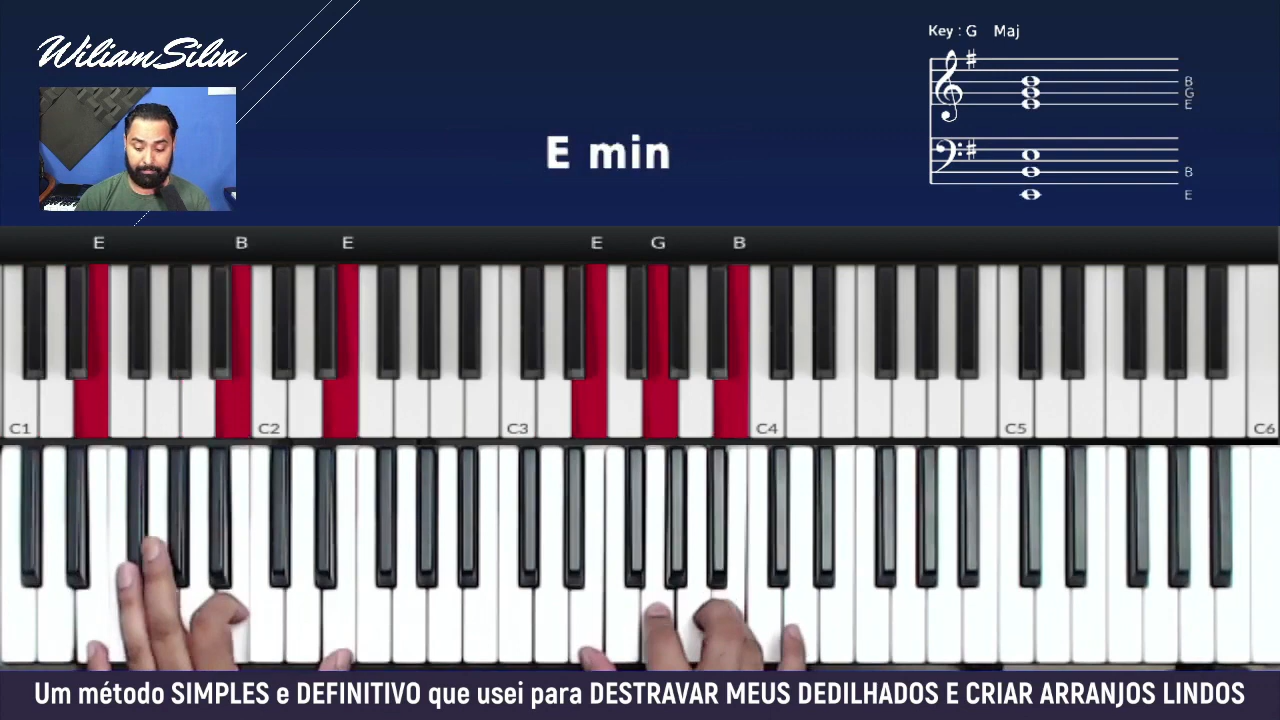 WiliamSilva
Key : G Maj
B
G
E
E min
B
E
E B E E G B
C1 C2 C3 C4 C5 C6
Um método SIMPLES e DEFINITIVO que usei para DESTRAVAR MEUS DEDILHADOS E CRIAR ARRANJOS LINDOS